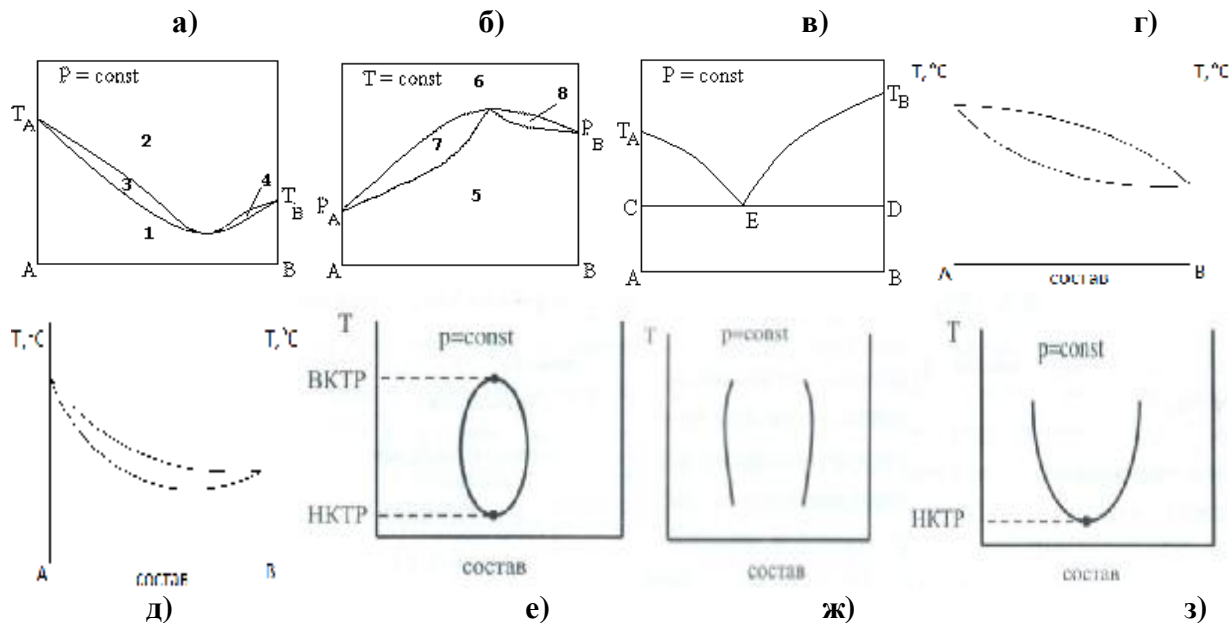 а) б) в) г)
P = const
T = const
P = const
T, °C T, °C
T_A
2
3
4
T_B
1
A B
6
8
7
P_B
P_A
5
A B
T_A
T_B
C E D
A B
A состав B
T, °C T, °C
A состав B
T
p=const
ВКТР
НКТР
состав
T
p=const
состав
T
p=const
НКТР
состав
д) е) ж) з)